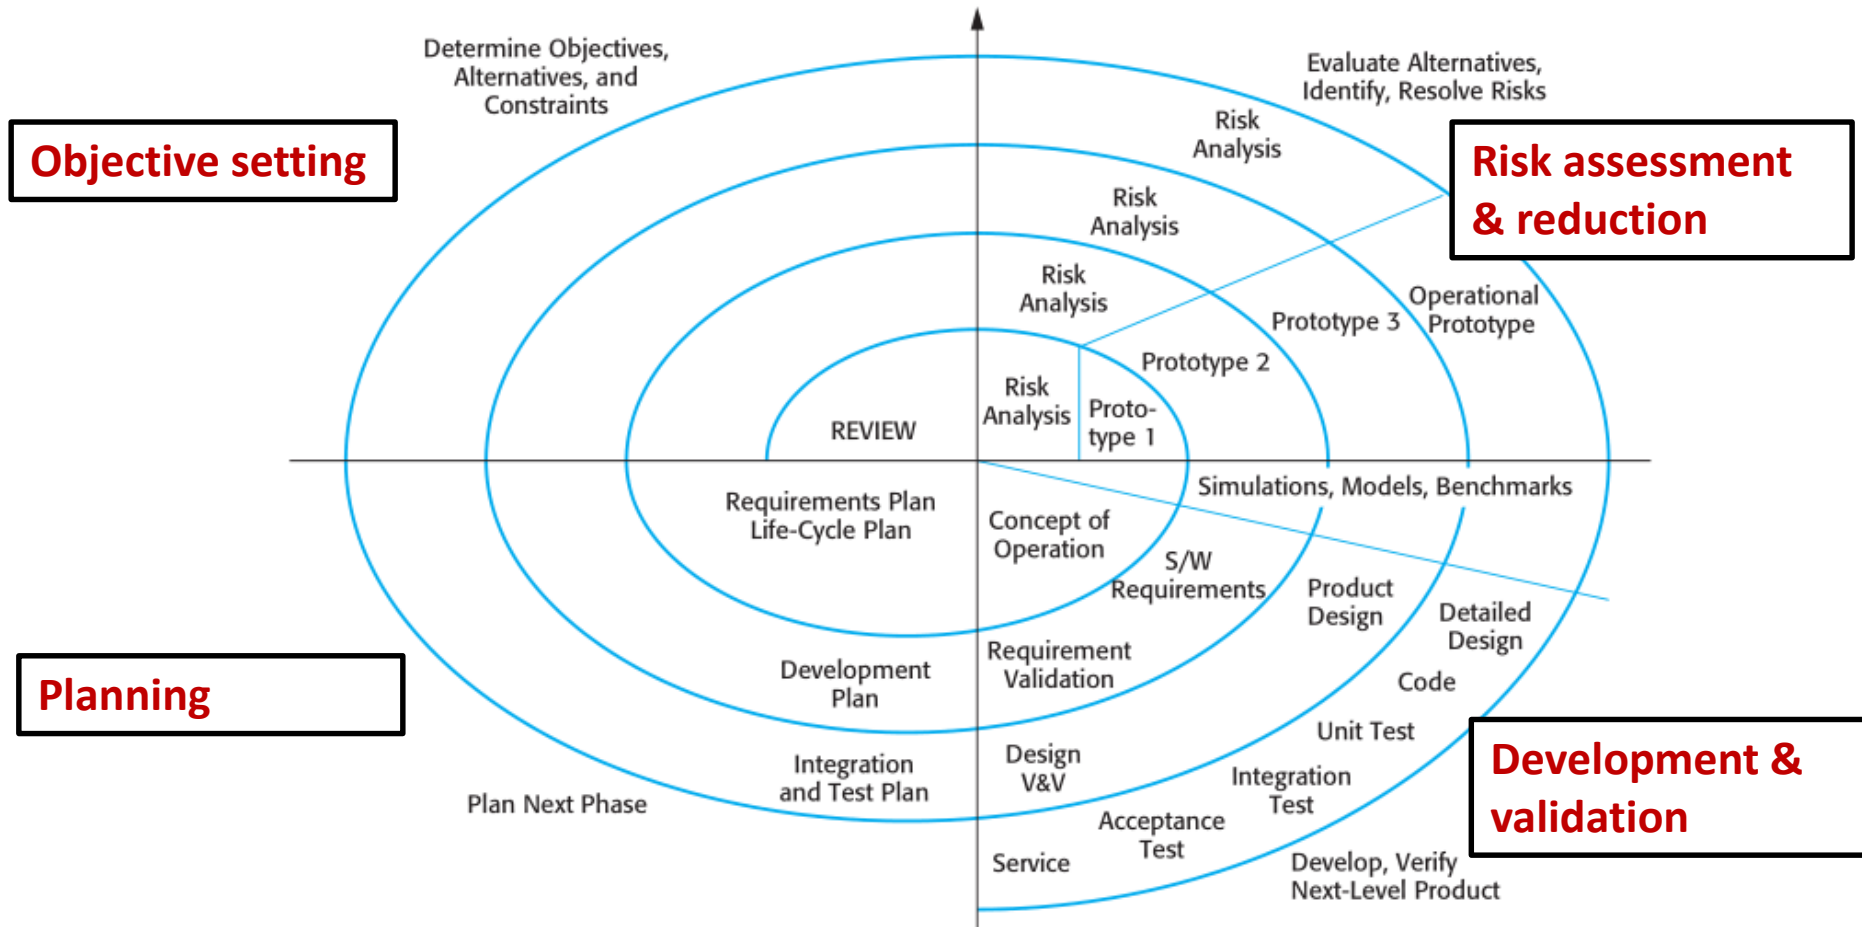 Determine Objectives,
Alternatives, and
Constraints
Evaluate Alternatives,
Identify, Resolve Risks
Objective setting
Risk assessment
& reduction
Risk
Analysis
Risk
Analysis
Risk
Analysis
Risk
Analysis
Proto-
type 1
Prototype 2
Prototype 3
Operational
Prototype
REVIEW
Requirements Plan
Life-Cycle Plan
Concept of
Operation
Simulations, Models, Benchmarks
S/W
Requirements
Product
Design
Detailed
Design
Development
Plan
Requirement
Validation
Code
Planning
Unit Test
Integration
and Test Plan
Design
V&V
Integration
Test
Development &
validation
Plan Next Phase
Acceptance
Test
Service
Develop, Verify
Next-Level Product